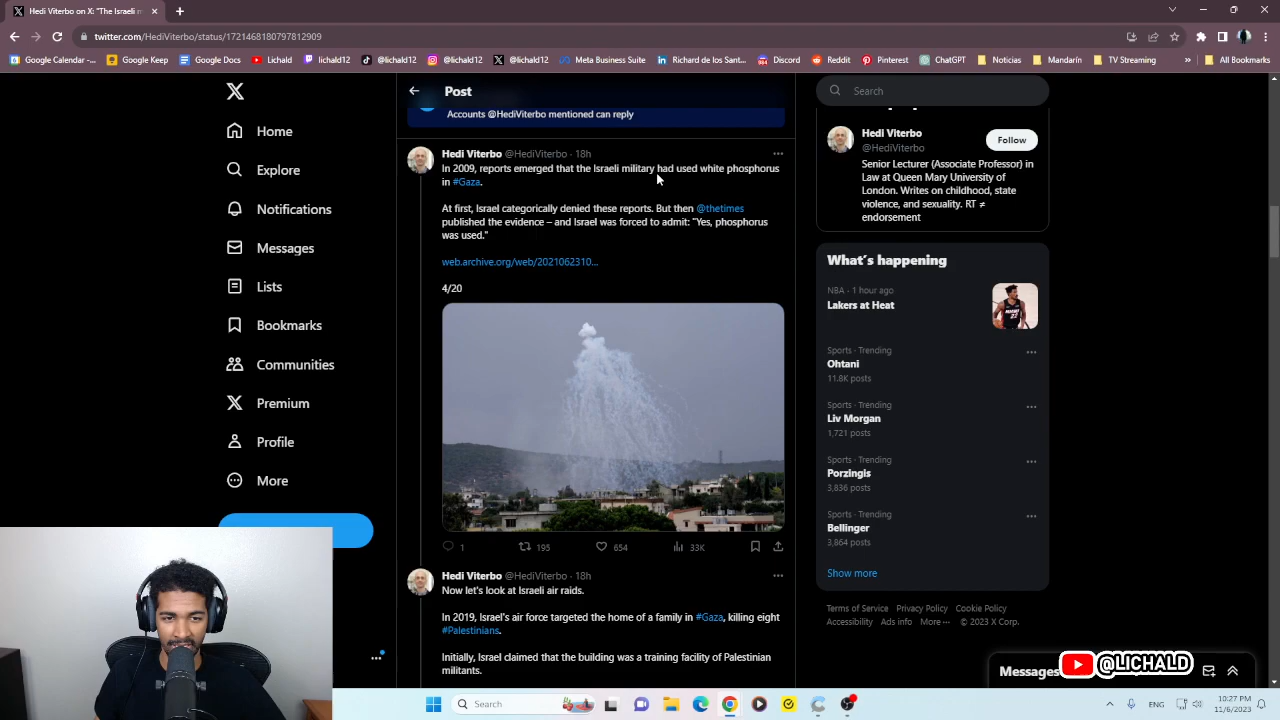 Hedi Viterbo on X: "The Israeli m
twitter.com/HediViterbo/status/1721468180797812909
Google Calendar -...
Google Keep
Google Docs
Lichald
lichald12
@lichald12
@lichald12
@lichald12
Meta Business Suite
Richard de los Sant...
Discord
Reddit
Pinterest
ChatGPT
Noticias
Mandarín
TV Streaming
»
All Bookmarks
Home
Explore
Notifications
Messages
Lists
Bookmarks
Communities
Premium
Profile
More
Post
Accounts @HediViterbo mentioned can reply
Hedi Viterbo @HediViterbo · 18h
In 2009, reports emerged that the Israeli military had used white phosphorus
in #Gaza.
At first, Israel categorically denied these reports. But then @thetimes
published the evidence – and Israel was forced to admit: "Yes, phosphorus
was used."
web.archive.org/web/2021062310...
4/20
1
195
654
33K
Hedi Viterbo @HediViterbo · 18h
Now let's look at Israeli air raids.
In 2019, Israel's air force targeted the home of a family in #Gaza, killing eight
#Palestinians.
Initially, Israel claimed that the building was a training facility of Palestinian
militants.
Search
Hedi Viterbo
@HediViterbo
Follow
Senior Lecturer (Associate Professor) in
Law at Queen Mary University of
London. Writes on childhood, state
violence, and sexuality. RT ≠
endorsement
What's happening
NBA · 1 hour ago
Lakers at Heat
Sports · Trending
Ohtani
11.8K posts
Sports · Trending
Liv Morgan
1,721 posts
Sports · Trending
Porzingis
3,836 posts
Sports · Trending
Bellinger
3,864 posts
Show more
Terms of Service Privacy Policy Cookie Policy
Accessibility Ads info More ··· © 2023 X Corp.
Messages
@LICHALD
Search
10:27 PM
11/6/2023